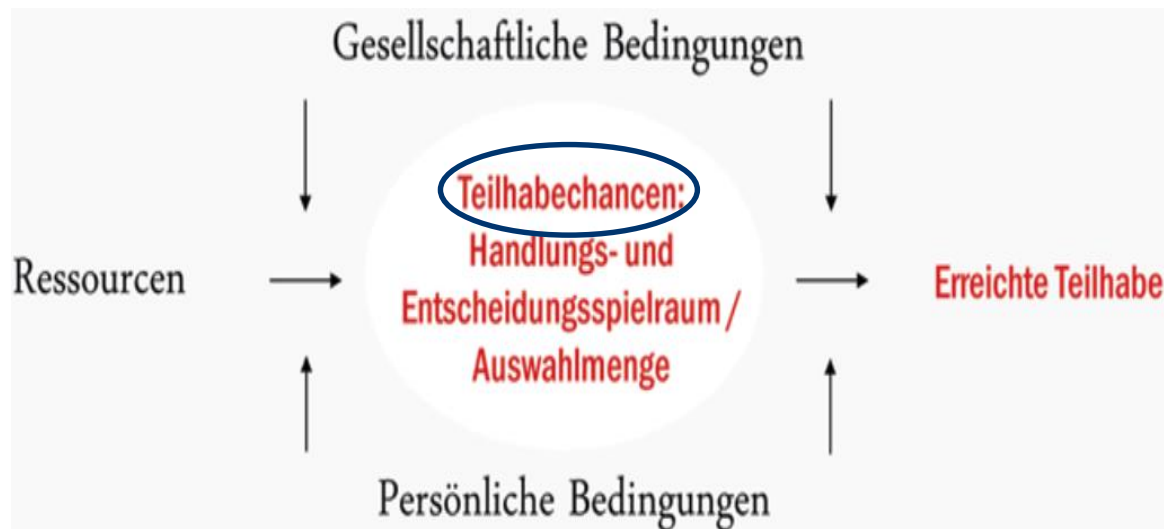 Gesellschaftliche Bedingungen
Teilhabechancen:
Handlungs- und
Ressourcen
Entscheidungsspielraum /
Auswahlmenge
Erreichte Teilhabe
Persönliche Bedingungen